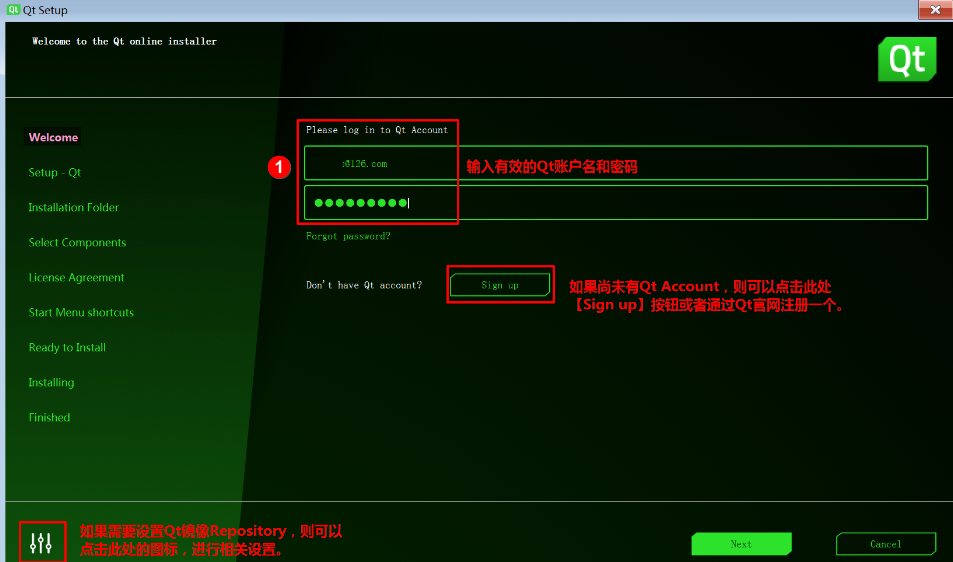 Qt Setup
Welcome to the Qt online installer
Qt
Welcome
Setup - Qt
Installation Folder
Select Components
License Agreement
Start Menu shortcuts
Ready to Install
Installing
Finished
Please log in to Qt Account
1
:@126.com
输入有效的Qt账户名和密码
Forgot password?
Don't have Qt account?
Sign up
如果尚未有Qt Account，则可以点击此处
【Sign up】按钮或者通过Qt官网注册一个。
如果需要设置Qt镜像Repository，则可以
点击此处的图标，进行相关设置。
Next
Cancel